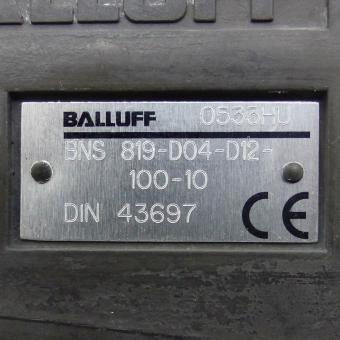 BALLUFF 0533HU
BNS 819-D04-D12-
100-10
DIN 43697
CE